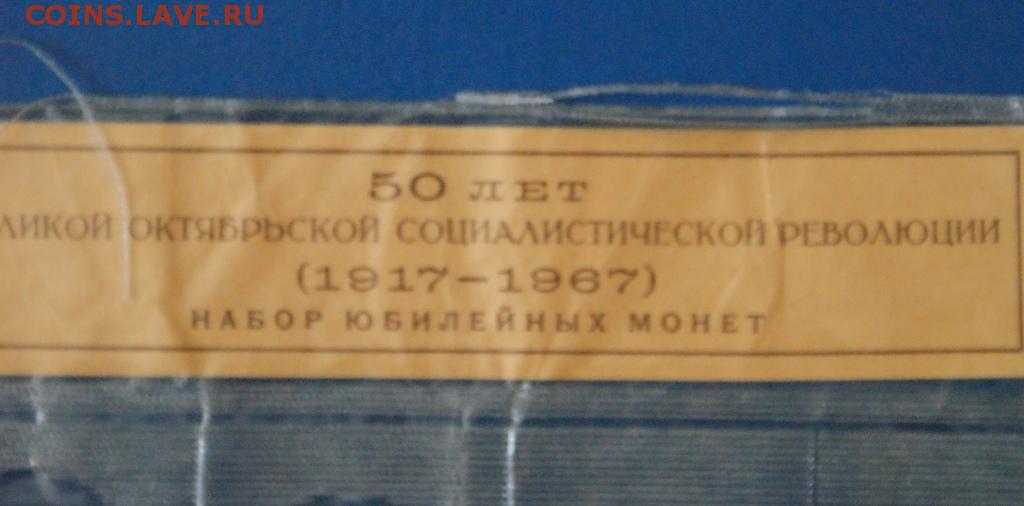 COINS.LAVE.RU
50 ЛЕТ
ЛИКОЙ ОКТЯБРЬСКОЙ СОЦИАЛИСТИЧЕСКОЙ РЕВОЛЮЦИИ
(1917–1967)
НАБОР ЮБИЛЕЙНЫХ МОНЕТ